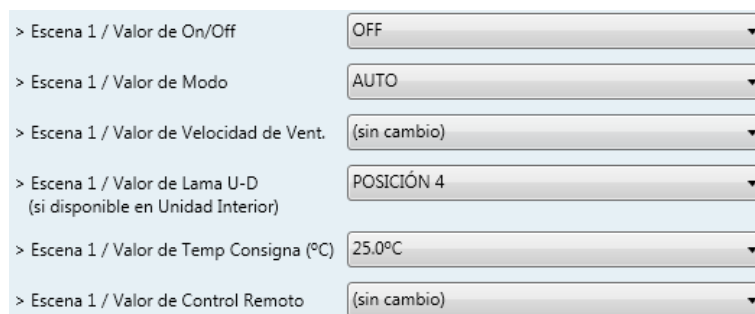 > Escena 1 / Valor de On/Off OFF
> Escena 1 / Valor de Modo AUTO
> Escena 1 / Valor de Velocidad de Vent. (sin cambio)
> Escena 1 / Valor de Lama U-D POSICIÓN 4
(si disponible en Unidad Interior)
> Escena 1 / Valor de Temp Consigna (ºC) 25.0ºC
> Escena 1 / Valor de Control Remoto (sin cambio)